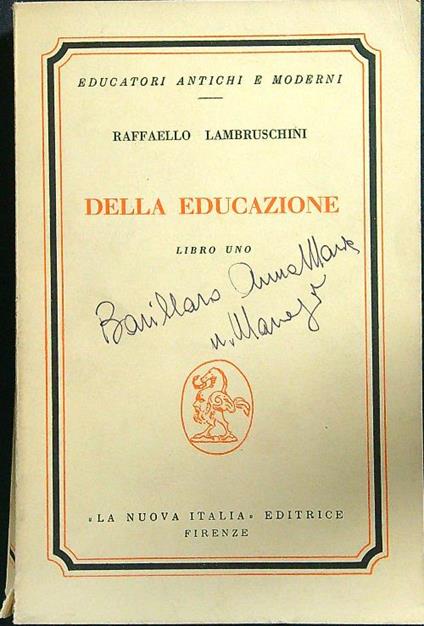 EDUCATORI ANTICHI E MODERNI
RAFFAELLO LAMBRUSCHINI
DELLA EDUCAZIONE
LIBRO UNO
Barillaro Anna Maria
«LA NUOVA ITALIA» EDITRICE
FIRENZE